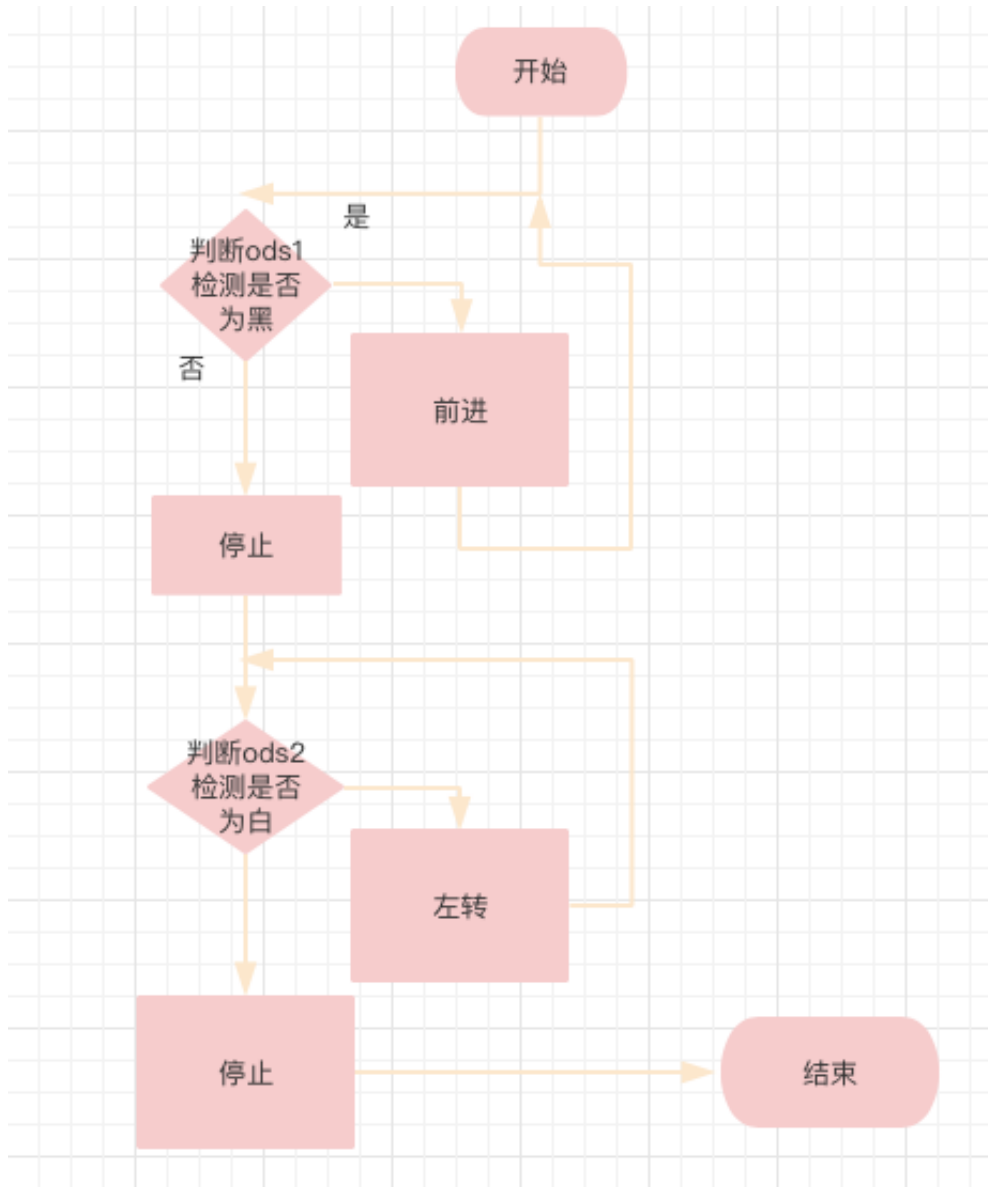 开始
是
判断ods1
检测是否
为黑
否
前进
停止
判断ods2
检测是否
为白
左转
停止
结束